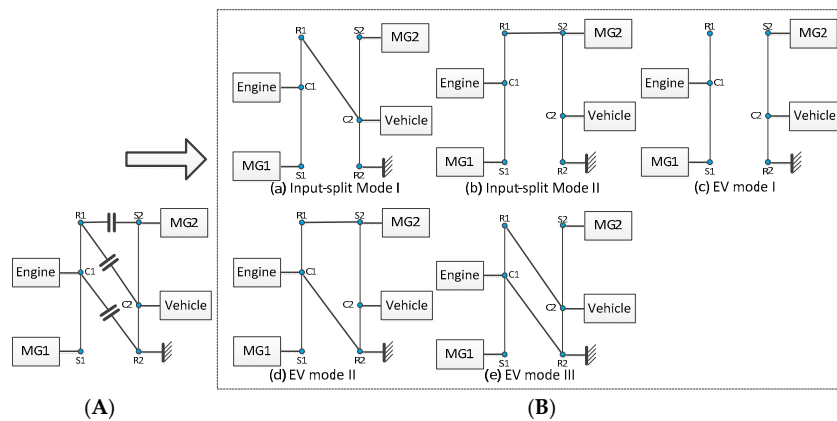 R1
S2
MG2
Engine
C1
C2
Vehicle
MG1
S1
R2
(a) Input-split Mode I
R1
S2
MG2
Engine
C1
C2
Vehicle
MG1
S1
R2
(b) Input-split Mode II
R1
S2
MG2
Engine
C1
C2
Vehicle
MG1
S1
R2
(c) EV mode I
R1
S2
MG2
Engine
C1
C2
Vehicle
MG1
S1
R2
(A)
R1
S2
MG2
Engine
C1
C2
Vehicle
MG1
S1
R2
(d) EV mode II
R1
S2
MG2
Engine
C1
C2
Vehicle
MG1
S1
R2
(e) EV mode III
(B)